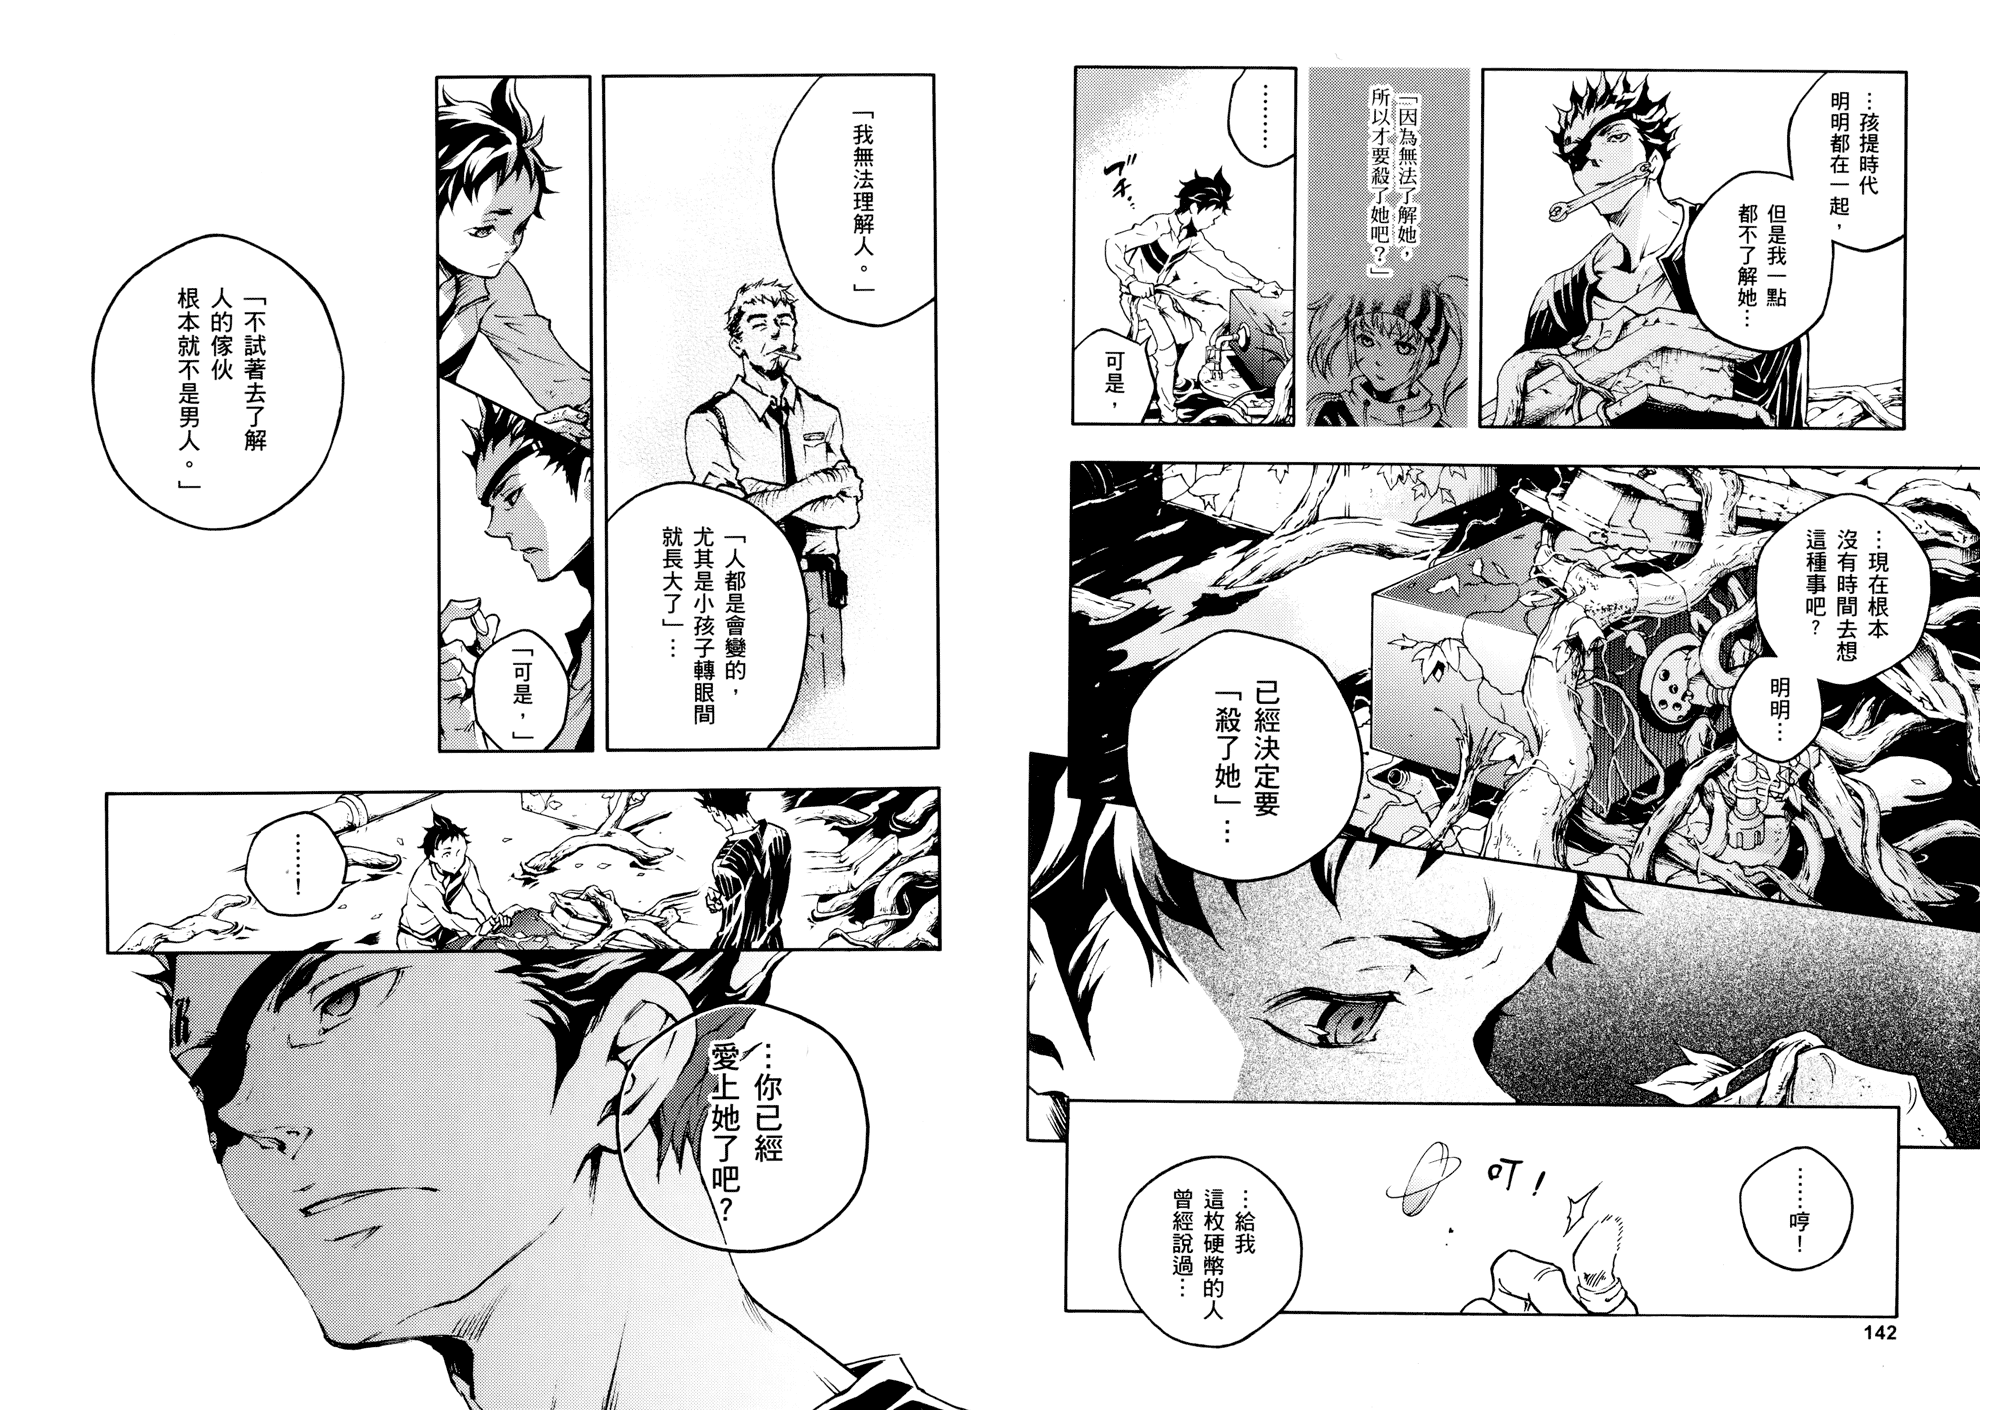 …孩提時代
明明都在一起，
但是我一點
都不了解她…
「因為無法了解她，
所以才要殺了她吧？」
………
ブチ
可是，
…現在根本
沒有時間去想
這種事吧？
明明…
已經決定要
「殺了她」…
……哼！
叮！
…給我
這枚硬幣的人
曾經說過…
142
「我無法理解人。」
「人都是會變的，
尤其是小孩子轉眼間
就長大了」…
「可是，」
「不試著去了解
人的傢伙
根本就不是男人。」
……！
…你已經
愛上她了吧？